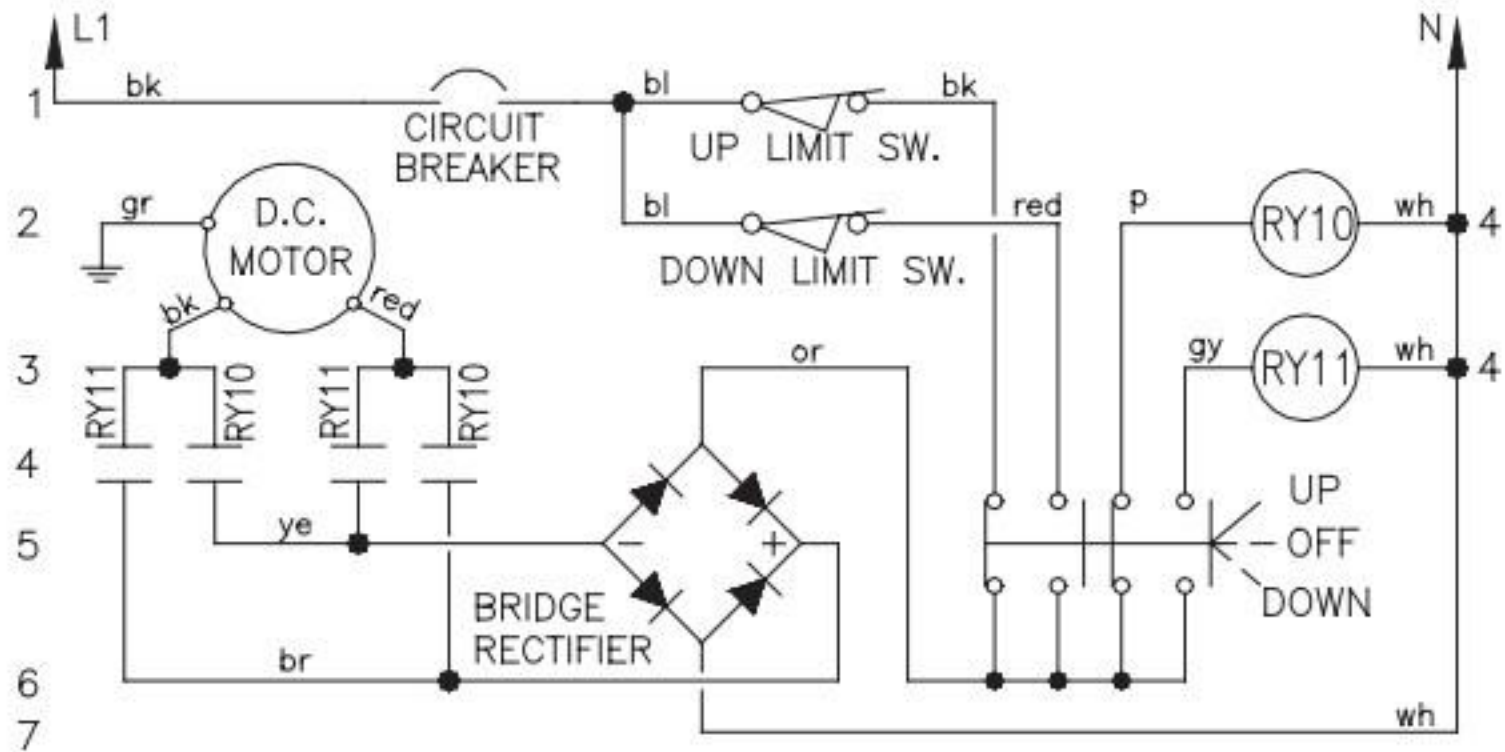 L1
N
1
bk
CIRCUIT
BREAKER
bl
UP LIMIT SW.
bk
2
gr
D.C.
MOTOR
bl
DOWN LIMIT SW.
red
p
RY10
wh
4
bk
red
3
RY11
RY10
RY11
RY10
or
gy
RY11
wh
4
4
5
ye
−
+
UP
OFF
DOWN
BRIDGE
RECTIFIER
6
br
7
wh